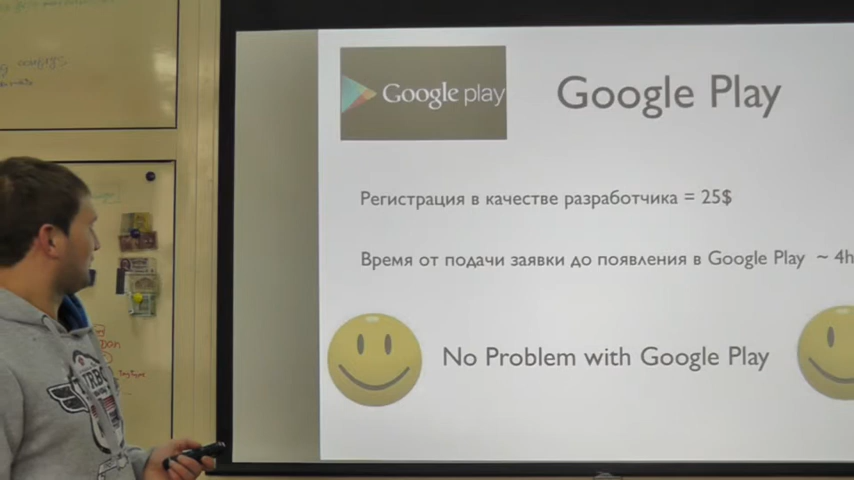 Google play
Google Play
Регистрация в качестве разработчика = 25$
Время от подачи заявки до появления в Google Play ~ 4h
No Problem with Google Play